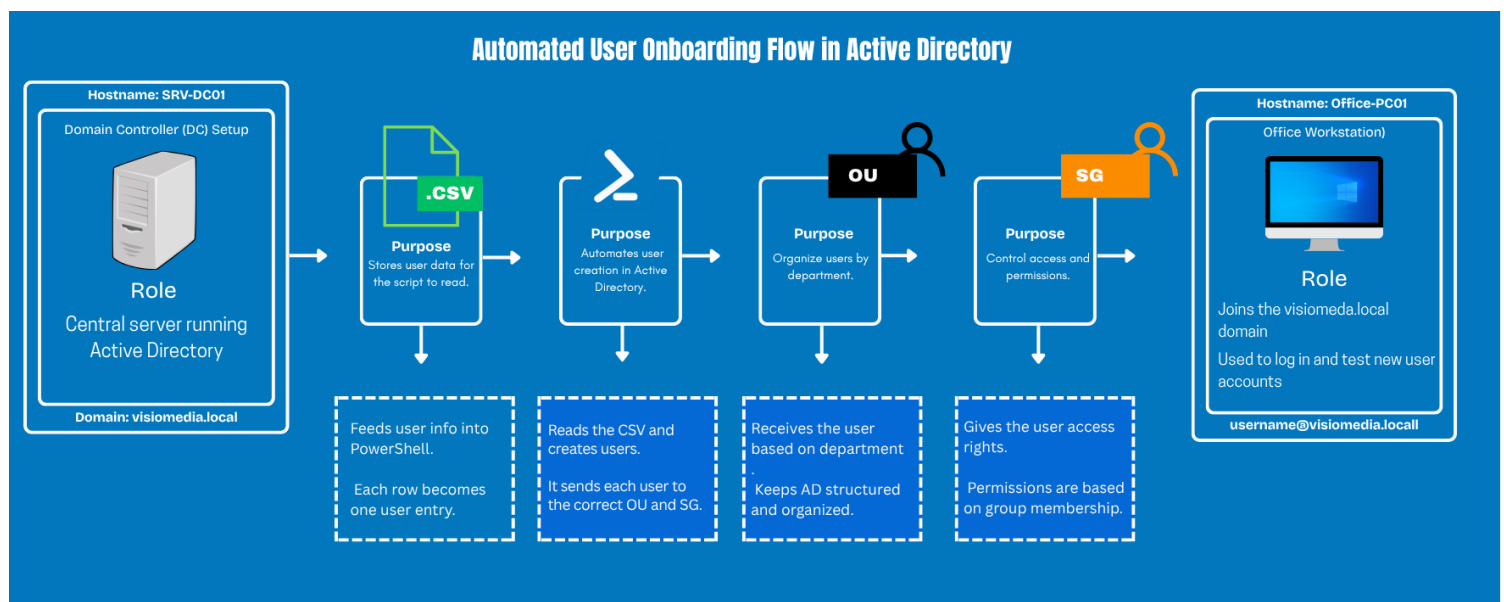 Automated User Onboarding Flow in Active Directory
Hostname: SRV-DC01
Domain Controller (DC) Setup
Role
Central server running
Active Directory
Domain: visiomedia.local
.CSV
Purpose
Stores user data for
the script to read.
Feeds user info into
PowerShell.
Each row becomes
one user entry.
Purpose
Automates user
creation in Active
Directory.
Reads the CSV and
creates users.
It sends each user to
the correct OU and SG.
OU
Purpose
Organize users by
department.
Receives the user
based on department
.
Keeps AD structured
and organized.
SG
Purpose
Control access and
permissions.
Gives the user access
rights.
Permissions are based
on group membership.
Hostname: Office-PC01
Office Workstation)
Role
Joins the visiomeda.local
domain
Used to log in and test new user
accounts
username@visiomedia.locall